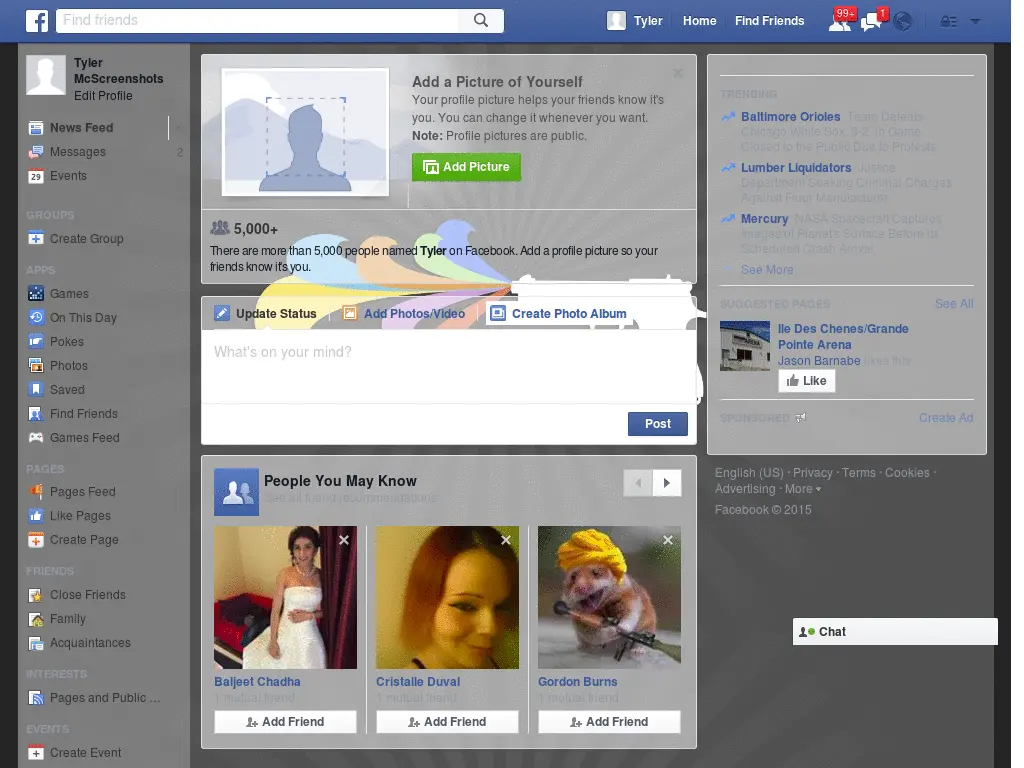 f
Find friends
Tyler
Home
Find Friends
99+
1
Tyler
McScreenshots
Edit Profile
News Feed
Messages
2
29
Events
GROUPS
Create Group
APPS
Games
On This Day
Pokes
Photos
Saved
Find Friends
Games Feed
PAGES
Pages Feed
Like Pages
Create Page
FRIENDS
Close Friends
Family
Acquaintances
INTERESTS
Pages and Public ...
EVENTS
Create Event
Add a Picture of Yourself
Your profile picture helps your friends know it's
you. You can change it whenever you want.
Note: Profile pictures are public.
Add Picture
5,000+
There are more than 5,000 people named Tyler on Facebook. Add a profile picture so your
friends know it's you.
Update Status
Add Photos/Video
Create Photo Album
What's on your mind?
Post
People You May Know
See all friend recommendations
Baljeet Chadha
1 mutual friend
Add Friend
Cristalle Duval
1 mutual friend
Add Friend
Gordon Burns
1 mutual friend
Add Friend
TRENDING
Baltimore Orioles Team Defeats
Chicago White Sox, 8-2, in Game
Closed to the Public Due to Protests
Lumber Liquidators Justice
Department Seeking Criminal Charges
Against Floor Manufacturer
Mercury NASA Spacecraft Captures
Images of Planet's Surface Before Its
Scheduled Crash Arrival
See More
SUGGESTED PAGES
See All
Ile Des Chenes/Grande
Pointe Arena
Jason Barnabe likes this
Like
SPONSORED
Create Ad
English (US) · Privacy · Terms · Cookies ·
Advertising · More
Facebook © 2015
Chat